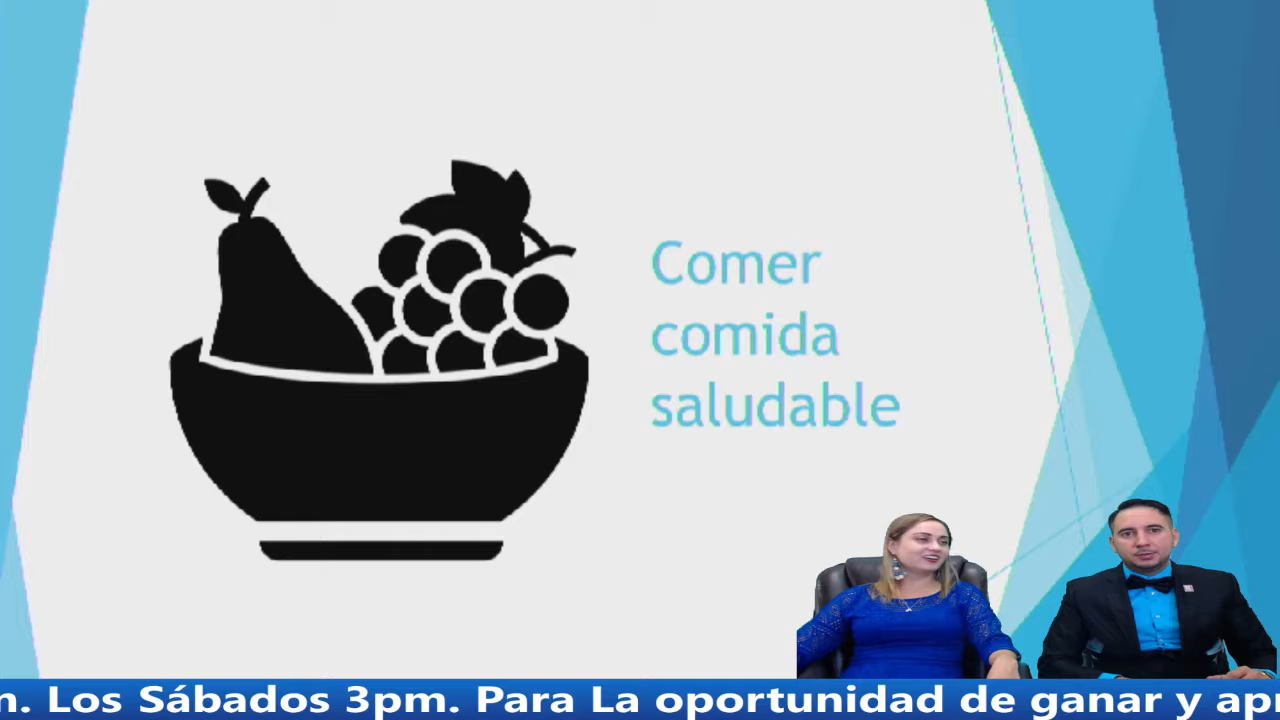 Comer
comida
saludable
. Los Sábados 3pm. Para La oportunidad de ganar y